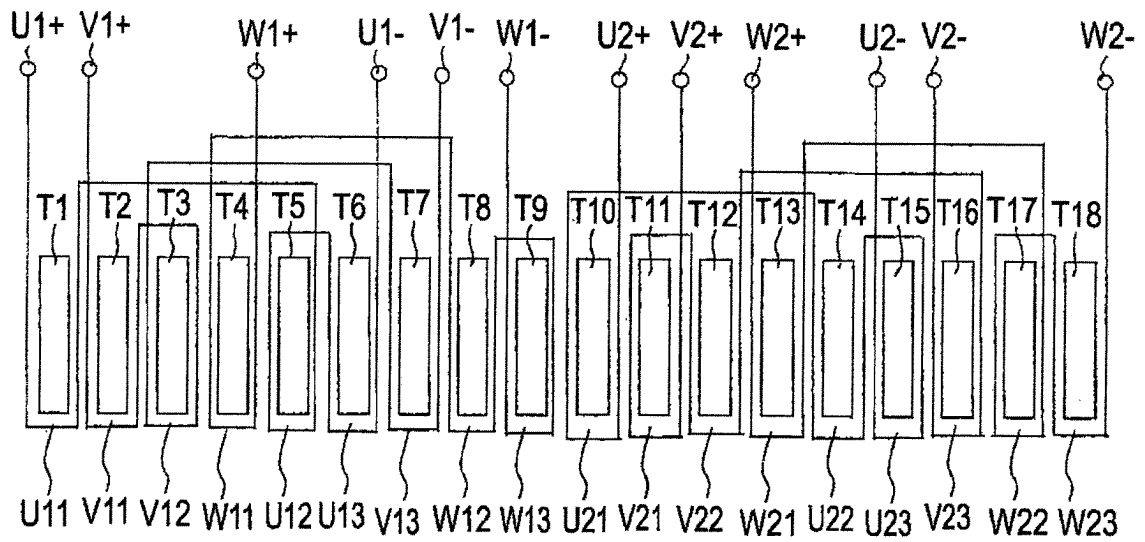 U1+ V1+ W1+ U1- V1- W1- U2+ V2+ W2+ U2- V2- W2-
T1 T2 T3 T4 T5 T6 T7 T8 T9 T10 T11 T12 T13 T14 T15 T16 T17 T18
U11 V11 V12 W11 U12 U13 V13 W12 W13 U21 V21 V22 W21 U22 U23 V23 W22 W23